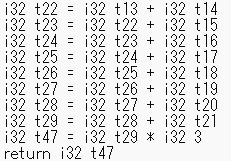 i32 t22 = i32 t13 + i32 t14
i32 t23 = i32 t22 + i32 t15
i32 t24 = i32 t23 + i32 t16
i32 t25 = i32 t24 + i32 t17
i32 t26 = i32 t25 + i32 t18
i32 t27 = i32 t26 + i32 t19
i32 t28 = i32 t27 + i32 t20
i32 t29 = i32 t28 + i32 t21
i32 t47 = i32 t29 * i32 3
return i32 t47